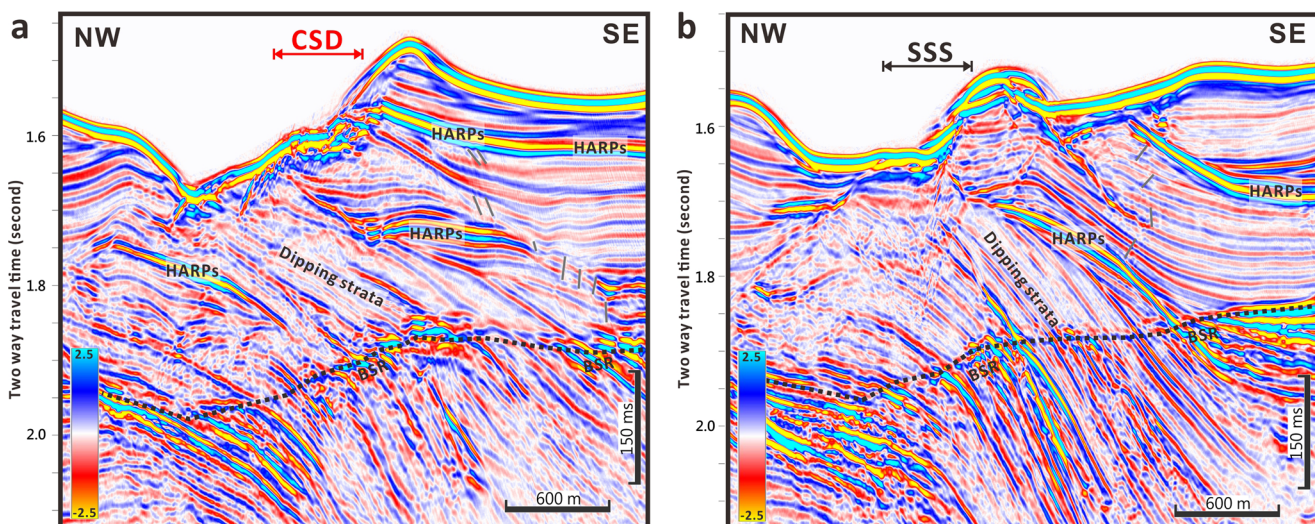 a
NW
CSD
SE
Two way travel time (second)
1.6
1.8
2.0
HARPs
HARPs
HARPs
HARPs
Dipping strata
BSR
BSR
2.5
-2.5
150 ms
600 m
b
NW
SSS
SE
Two way travel time (second)
1.6
1.8
2.0
HARPs
HARPs
Dipping strata
BSR
BSR
2.5
-2.5
150 ms
600 m